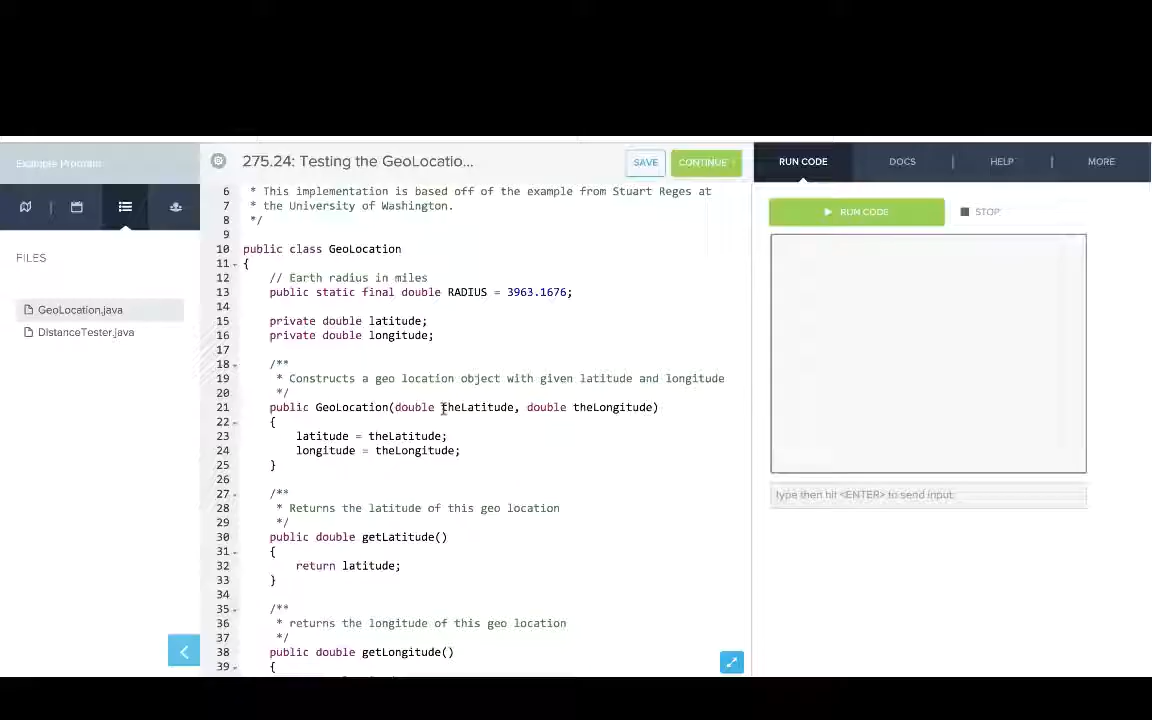 Example Program
275.24: Testing the GeoLocatio...
SAVE
CONTINUE
RUN CODE
DOCS
HELP
MORE
FILES
GeoLocation.java
DistanceTester.java
6 * This implementation is based off of the example from Stuart Reges at
7 * the University of Washington.
8 */
9
10 public class GeoLocation
11 {
12 // Earth radius in miles
13 public static final double RADIUS = 3963.1676;
14
15 private double latitude;
16 private double longitude;
17
18 /**
19 * Constructs a geo location object with given latitude and longitude
20 */
21 public GeoLocation(double theLatitude, double theLongitude)
22 {
23 latitude = theLatitude;
24 longitude = theLongitude;
25 }
26
27 /**
28 * Returns the latitude of this geo location
29 */
30 public double getLatitude()
31 {
32 return latitude;
33 }
34
35 /**
36 * returns the longitude of this geo location
37 */
38 public double getLongitude()
39 {
RUN CODE
STOP
type then hit <ENTER> to send input.